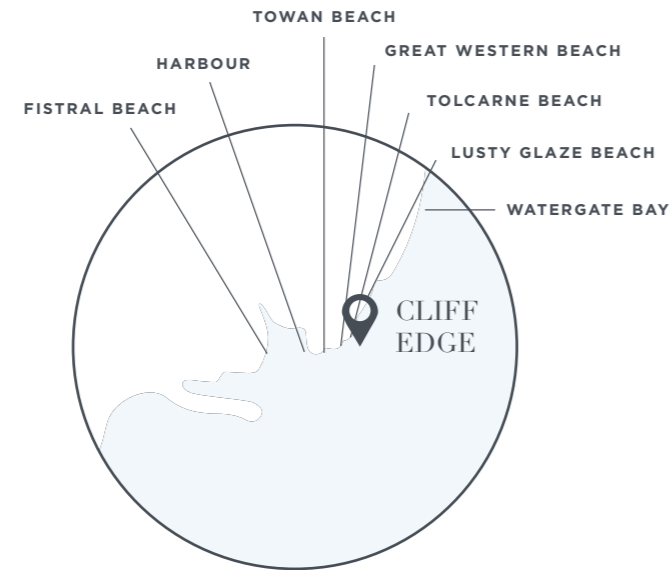 TOWAN BEACH
GREAT WESTERN BEACH
HARBOUR
TOLCARNE BEACH
FISTRAL BEACH
LUSTY GLAZE BEACH
WATERGATE BAY
CLIFF
EDGE